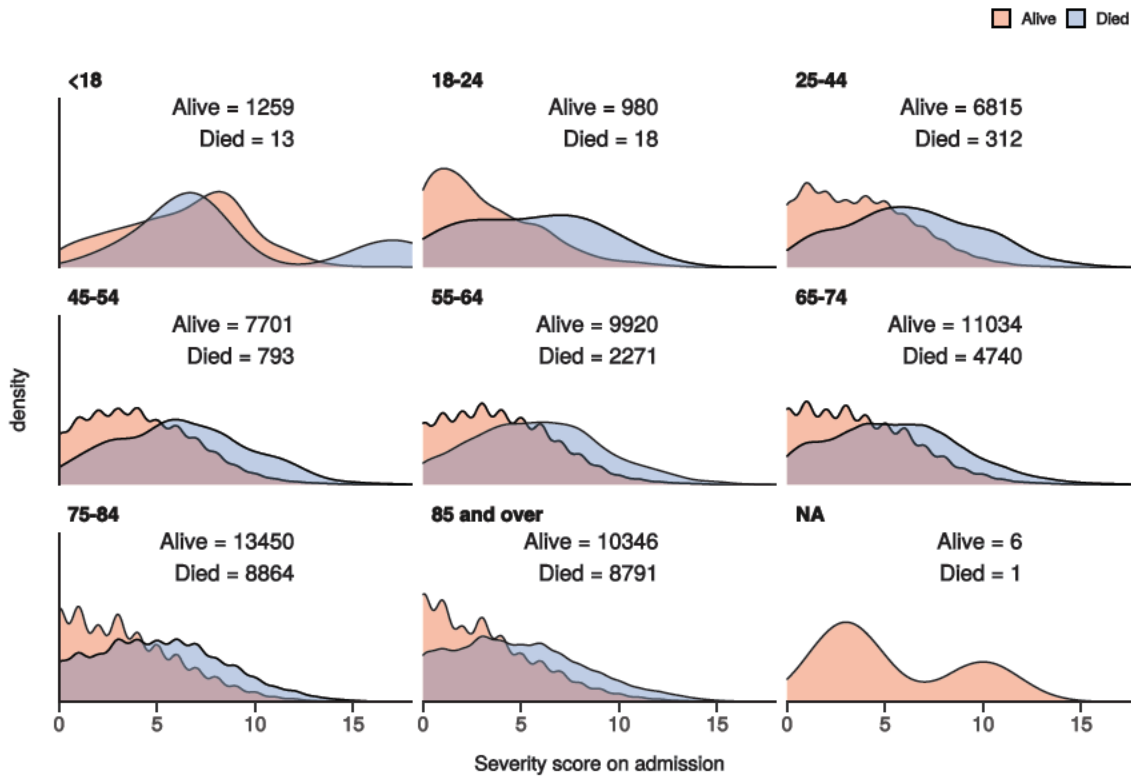 Alive Died
<18
Alive = 1259
Died = 13
18-24
Alive = 980
Died = 18
25-44
Alive = 6815
Died = 312
45-54
Alive = 7701
Died = 793
55-64
Alive = 9920
Died = 2271
65-74
Alive = 11034
Died = 4740
density
75-84
Alive = 13450
Died = 8864
85 and over
Alive = 10346
Died = 8791
NA
Alive = 6
Died = 1
0 5 10 15 0 5 10 15 0 5 10 15
Severity score on admission